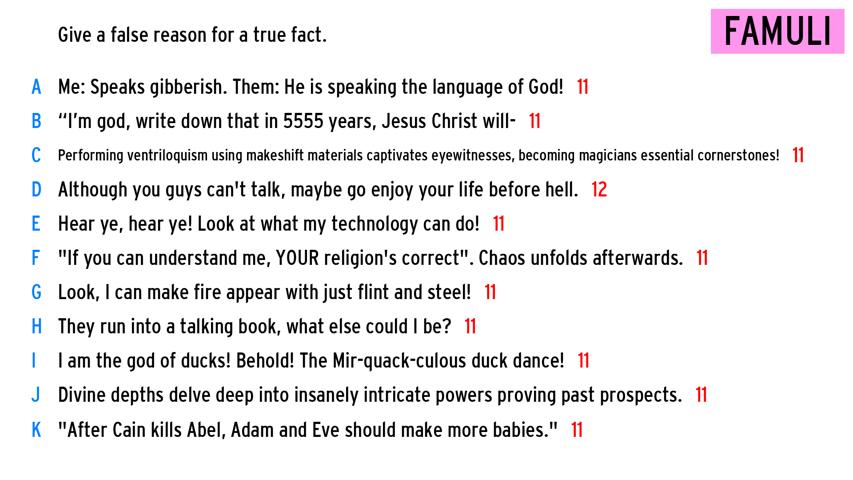 Give a false reason for a true fact.
FAMULI
A Me: Speaks gibberish. Them: He is speaking the language of God! 11
B “I’m god, write down that in 5555 years, Jesus Christ will- 11
C Performing ventriloquism using makeshift materials captivates eyewitnesses, becoming magicians essential cornerstones! 11
D Although you guys can't talk, maybe go enjoy your life before hell. 12
E Hear ye, hear ye! Look at what my technology can do! 11
F "If you can understand me, YOUR religion's correct". Chaos unfolds afterwards. 11
G Look, I can make fire appear with just flint and steel! 11
H They run into a talking book, what else could I be? 11
I I am the god of ducks! Behold! The Mir-quack-culous duck dance! 11
J Divine depths delve deep into insanely intricate powers proving past prospects. 11
K "After Cain kills Abel, Adam and Eve should make more babies." 11